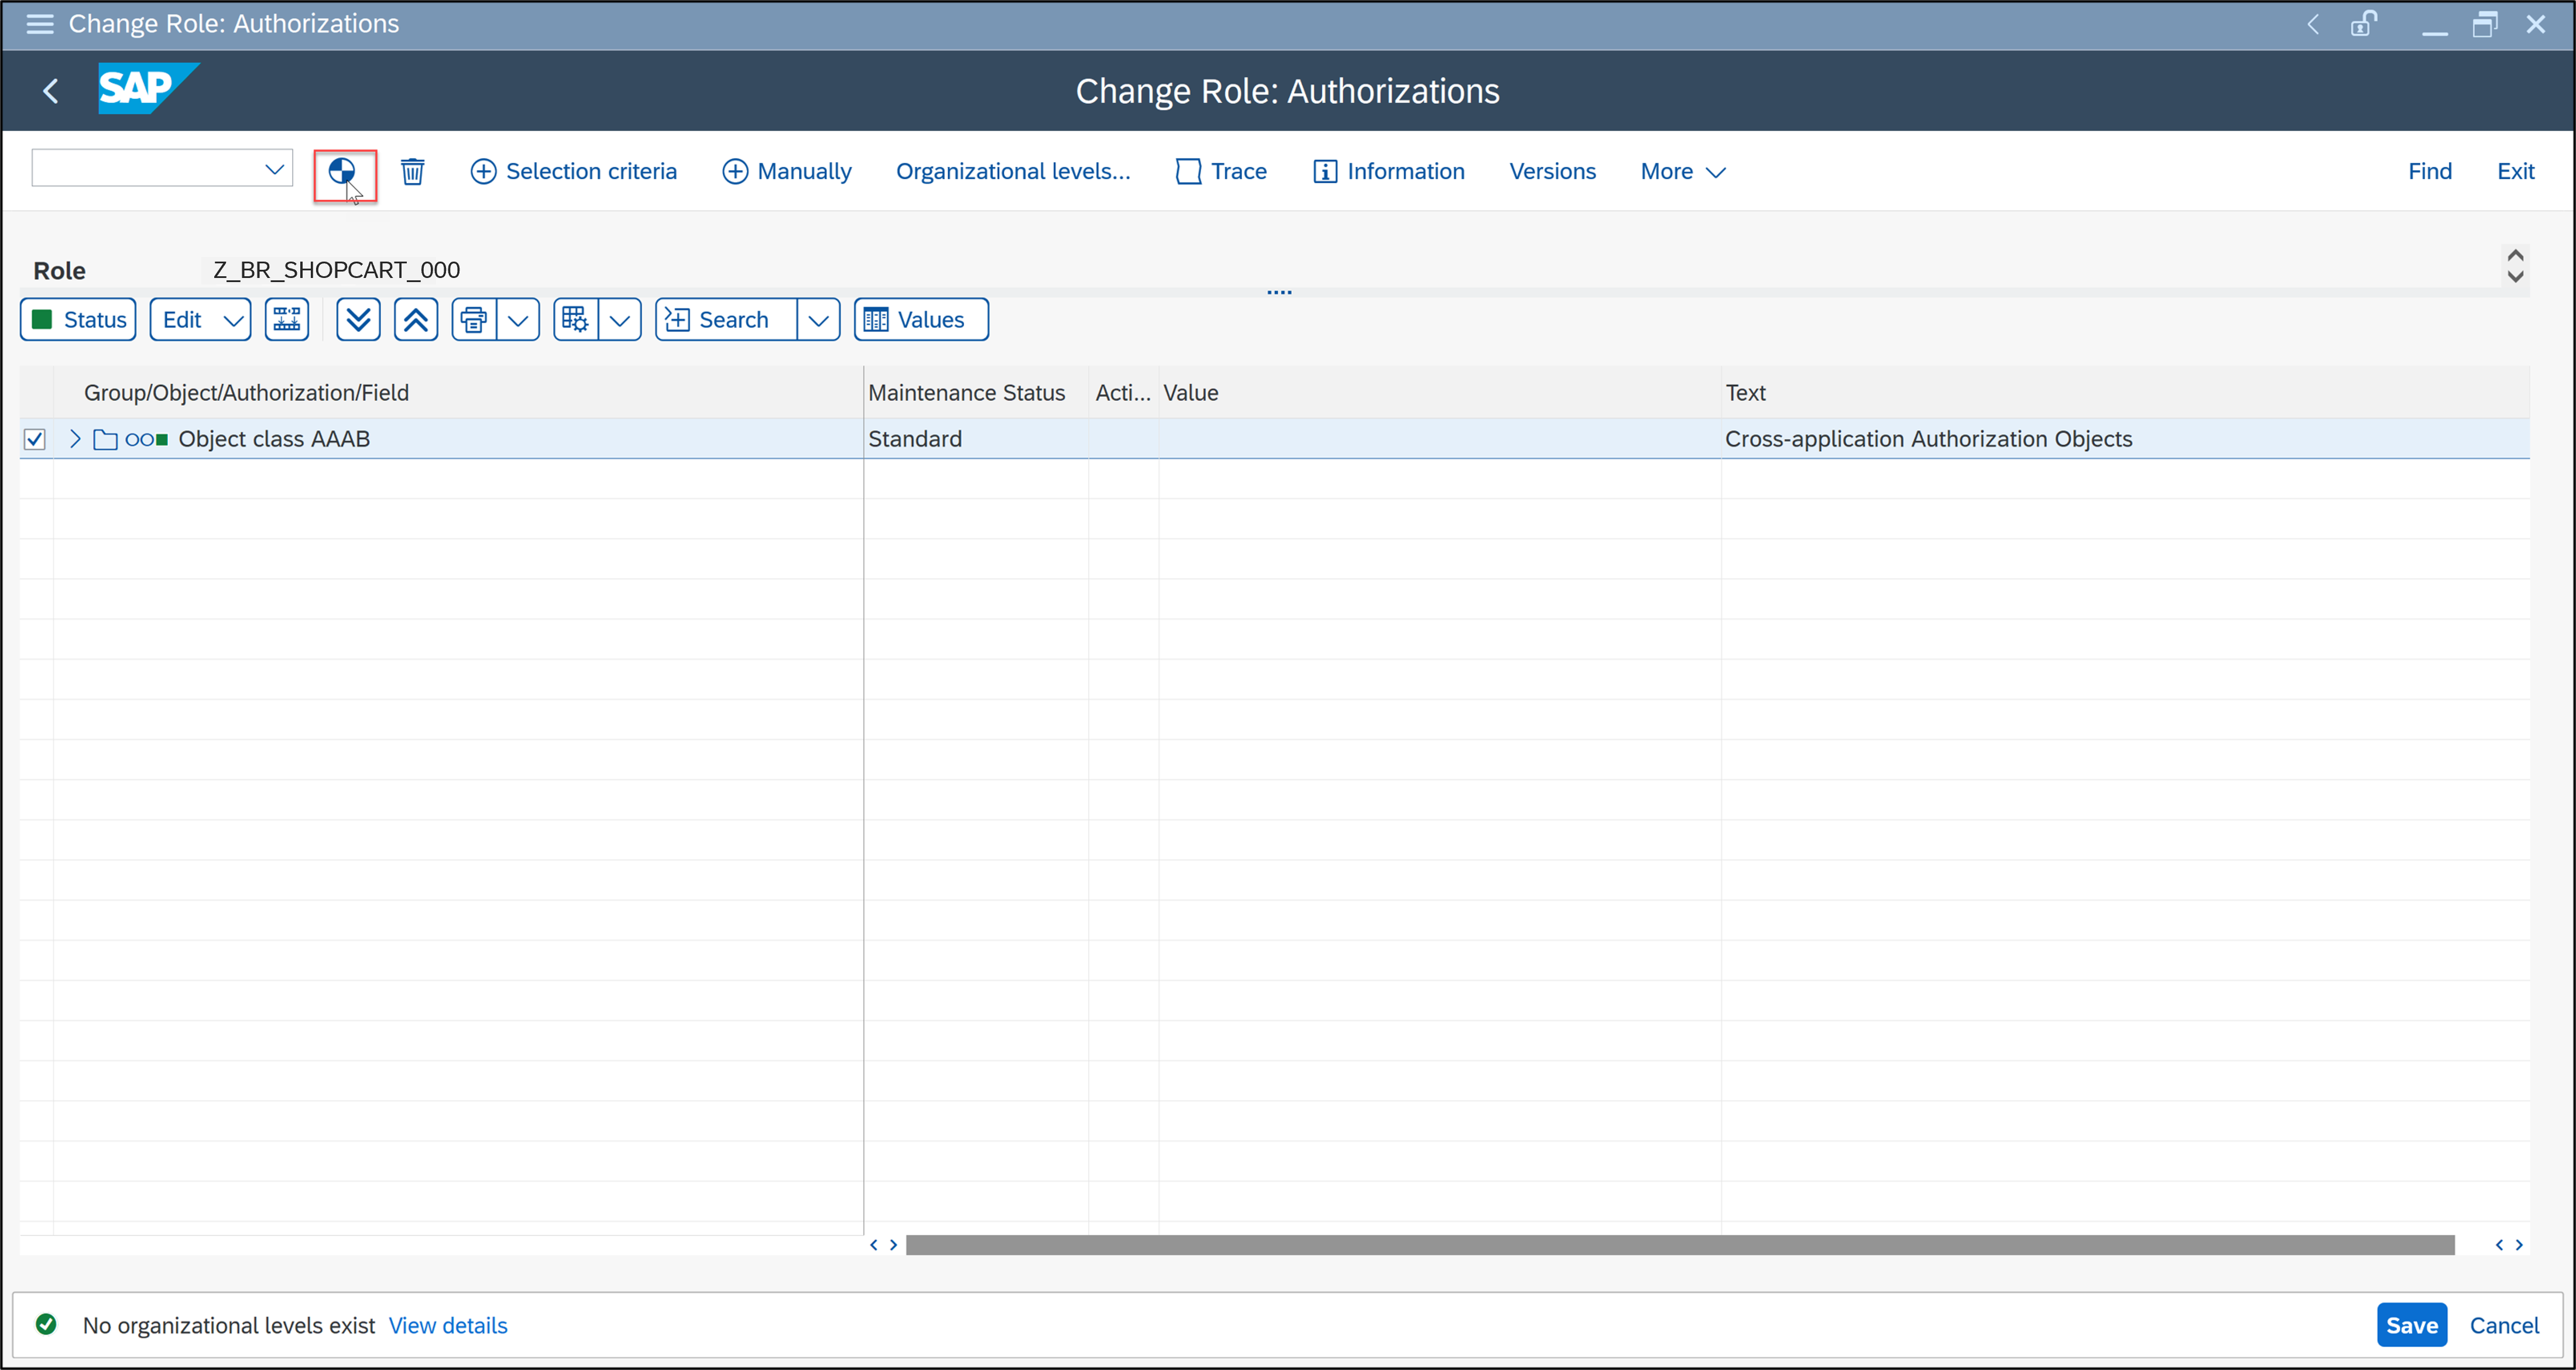 Change Role: Authorizations
SAP
Change Role: Authorizations
Selection criteria Manually Organizational levels... Trace Information Versions More Find Exit
Role Z_BR_SHOPCART_000
Status Edit Search Values
Group/Object/Authorization/Field Maintenance Status Acti... Value Text
Object class AAAB Standard Cross-application Authorization Objects
No organizational levels exist View details Save Cancel